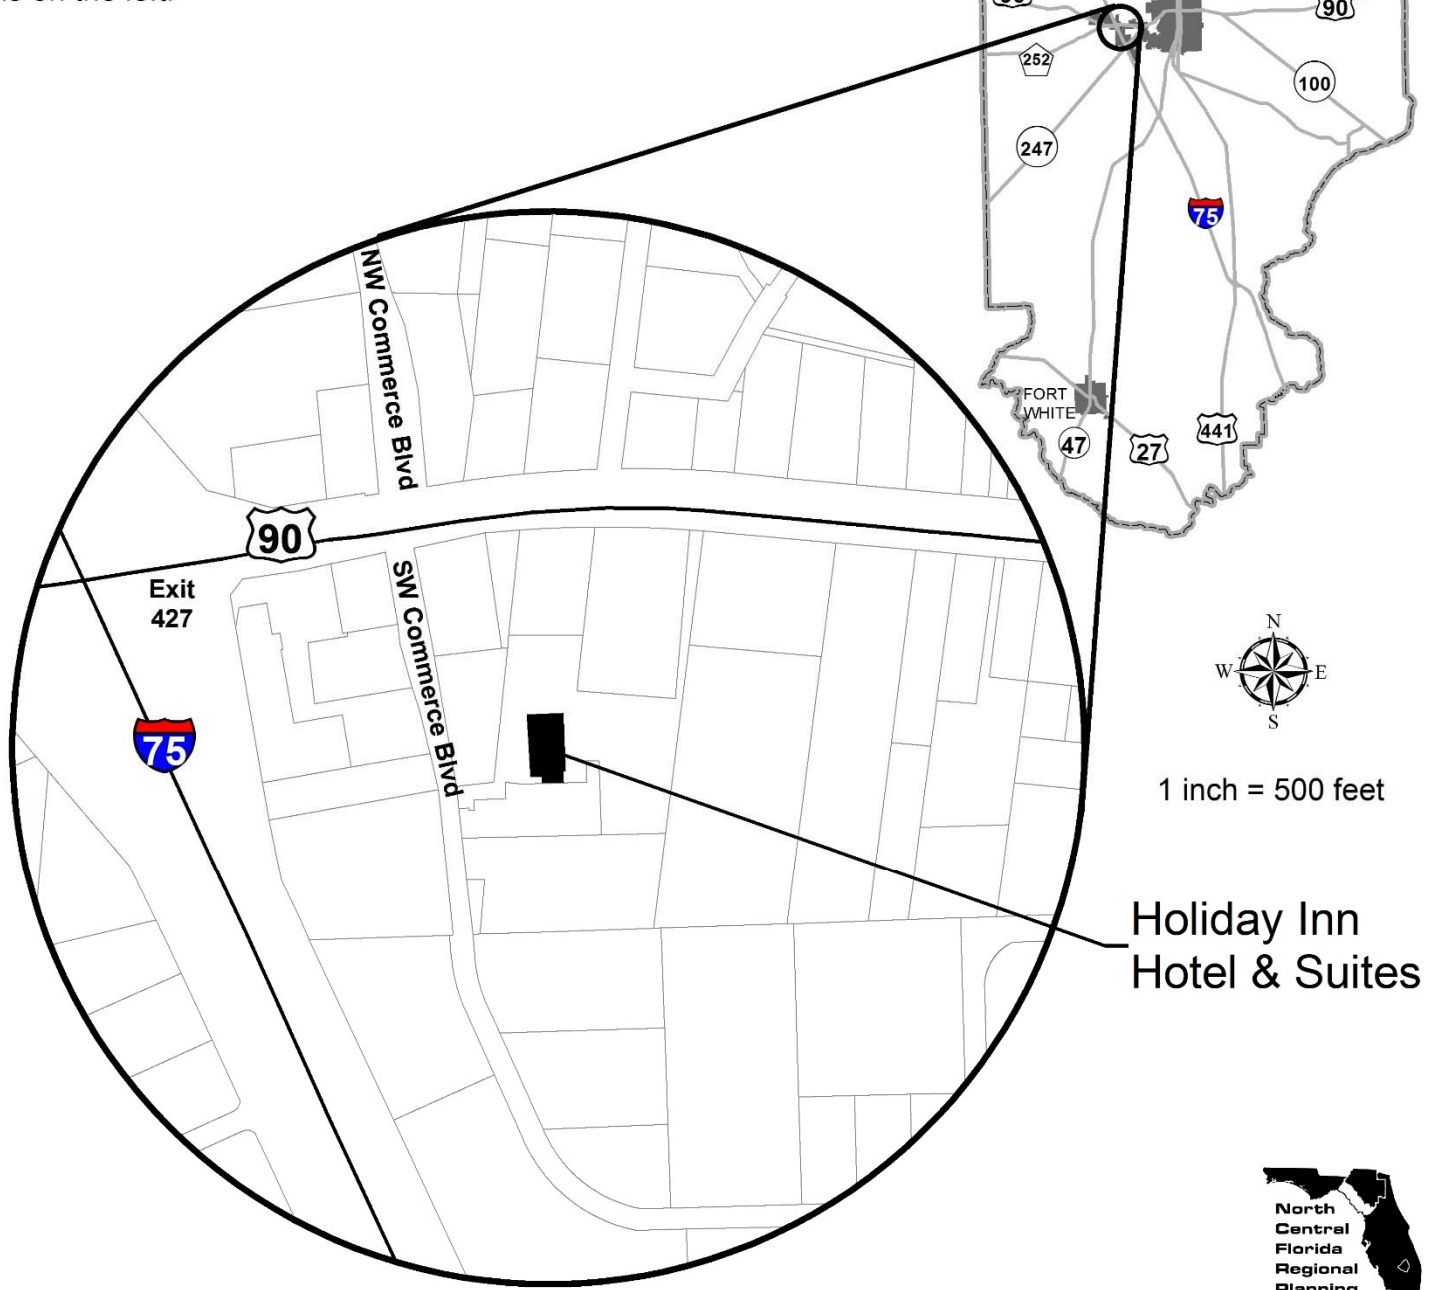 90
252
100
247
75
NW Commerce Blvd
FORT
WHITE
47
27
441
90
Exit
427
SW Commerce Blvd
75
N
W
E
S
1 inch = 500 feet
Holiday Inn
Hotel & Suites
North
Central
Florida
Regional
Planning